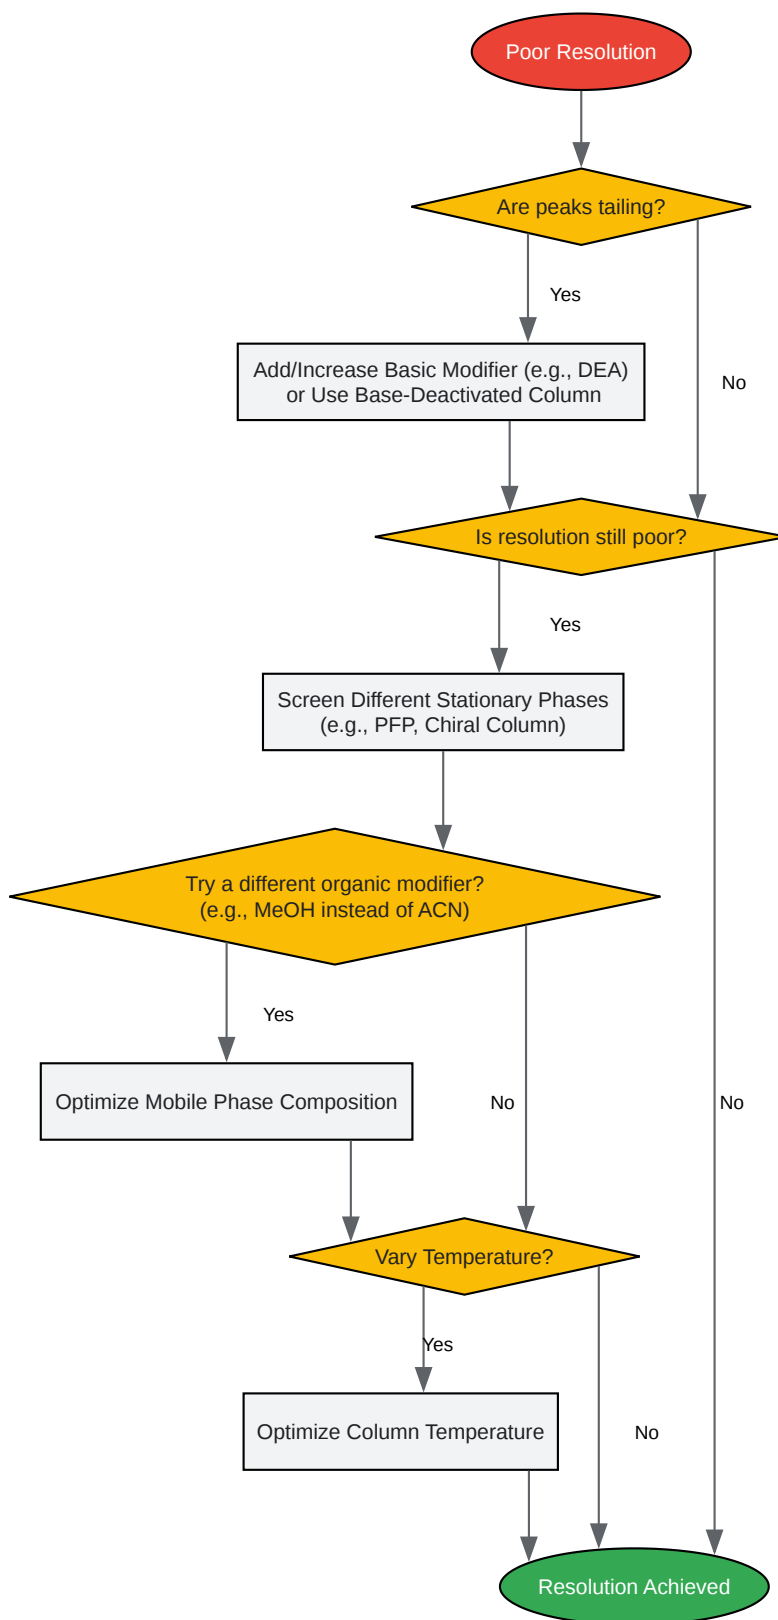 Poor Resolution
Are peaks tailing?
Yes
Add/Increase Basic Modifier (e.g., DEA)
or Use Base-Deactivated Column
No
Is resolution still poor?
Yes
Screen Different Stationary Phases
(e.g., PFP, Chiral Column)
Try a different organic modifier?
(e.g., MeOH instead of ACN)
Yes
Optimize Mobile Phase Composition
No
No
Vary Temperature?
Yes
Optimize Column Temperature
No
Resolution Achieved